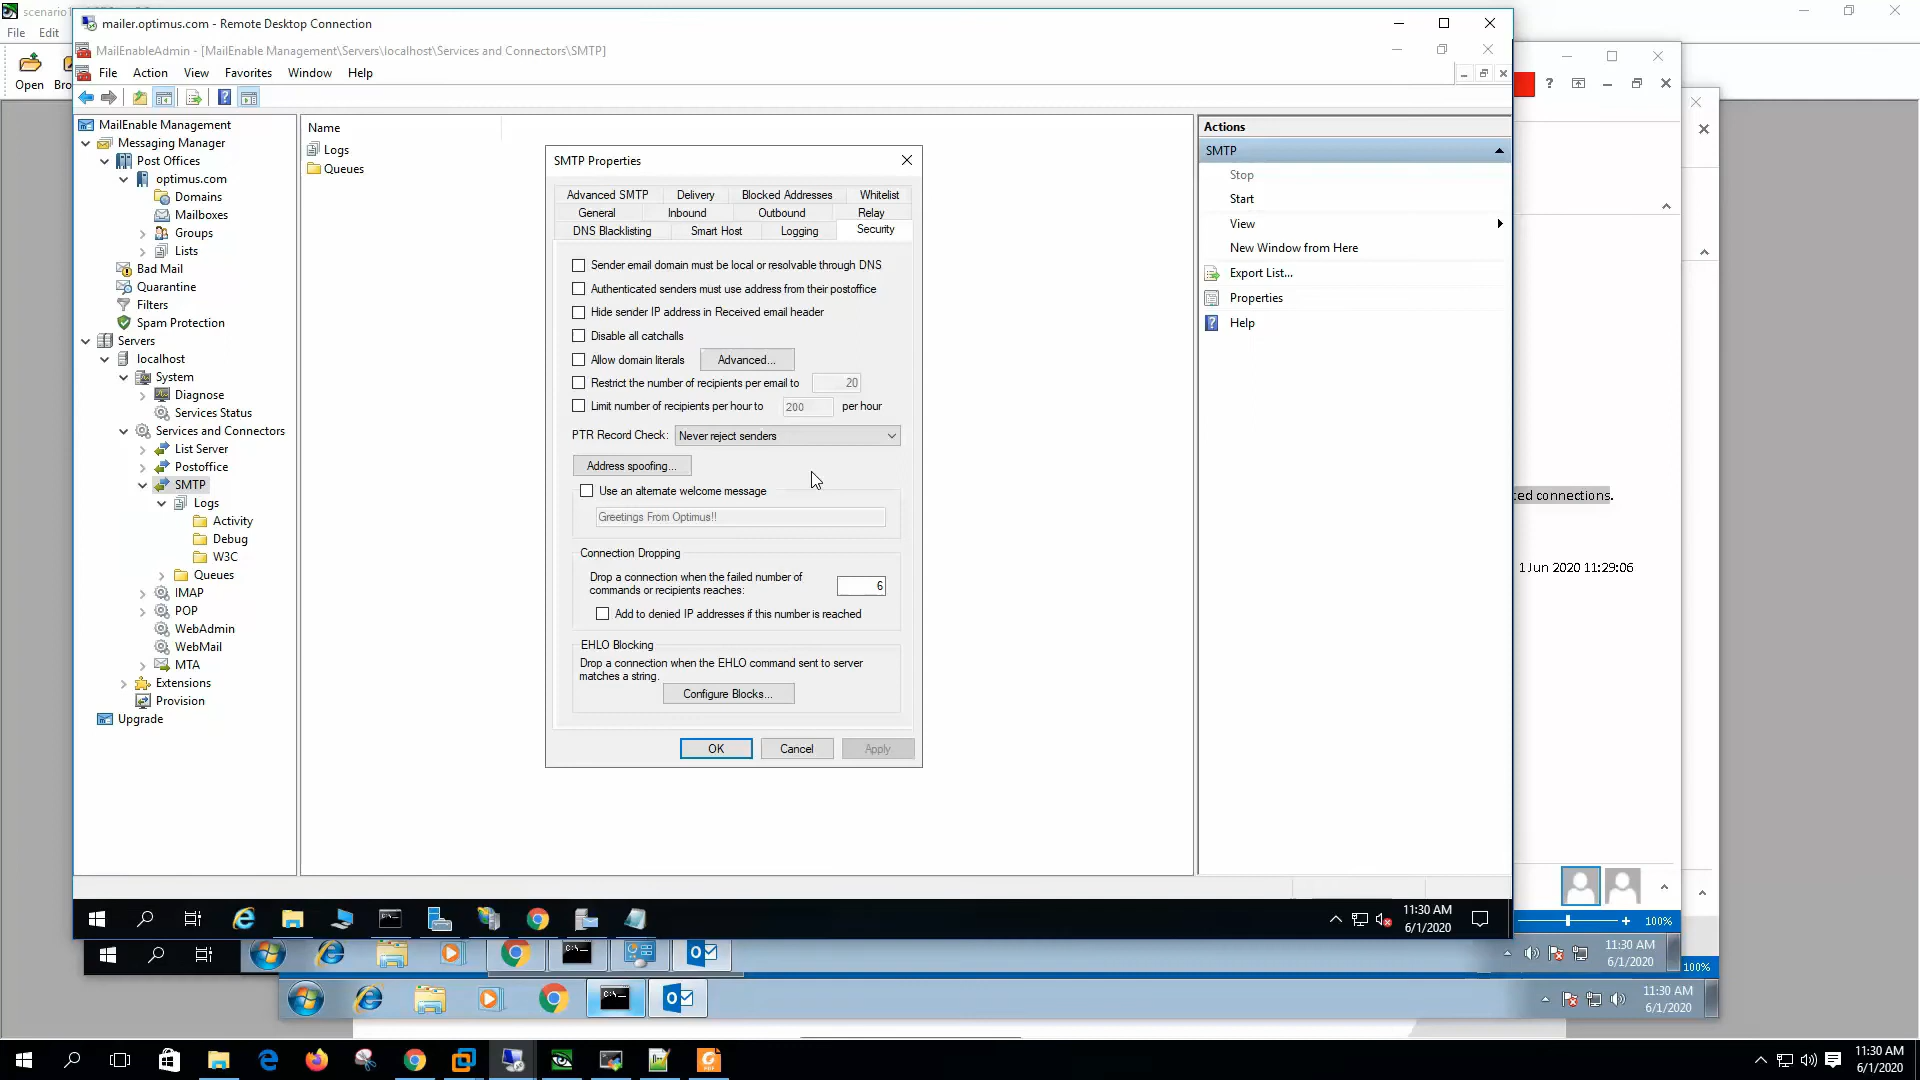 scenario
File Edit
Open Bro
mailer.optimus.com - Remote Desktop Connection
MailEnableAdmin - [MailEnable Management\Servers\localhost\Services and Connectors\SMTP]
File Action View Favorites Window Help
MailEnable Management
Messaging Manager
Post Offices
optimus.com
Domains
Mailboxes
Groups
Lists
Bad Mail
Quarantine
Filters
Spam Protection
Servers
localhost
System
Diagnose
Services Status
Services and Connectors
List Server
Postoffice
SMTP
Logs
Activity
Debug
W3C
Queues
IMAP
POP
WebAdmin
WebMail
MTA
Extensions
Provision
Upgrade
Name
Logs
Queues
SMTP Properties
Advanced SMTP Delivery Blocked Addresses Whitelist
General Inbound Outbound Relay
DNS Blacklisting Smart Host Logging Security
Sender email domain must be local or resolvable through DNS
Authenticated senders must use address from their postoffice
Hide sender IP address in Received email header
Disable all catchalls
Allow domain literals Advanced...
Restrict the number of recipients per email to 20
Limit number of recipients per hour to 200 per hour
PTR Record Check: Never reject senders
Address spoofing...
Use an alternate welcome message
Greetings From Optimus!!
Connection Dropping
Drop a connection when the failed number of
commands or recipients reaches: 6
Add to denied IP addresses if this number is reached
EHLO Blocking
Drop a connection when the EHLO command sent to server
matches a string.
Configure Blocks...
OK Cancel Apply
Actions
SMTP
Stop
Start
View
New Window from Here
Export List...
Properties
Help
ted connections.
1 Jun 2020 11:29:06
100%
11:30 AM
6/1/2020
11:30 AM
6/1/2020
100%
11:30 AM
6/1/2020
11:30 AM
6/1/2020